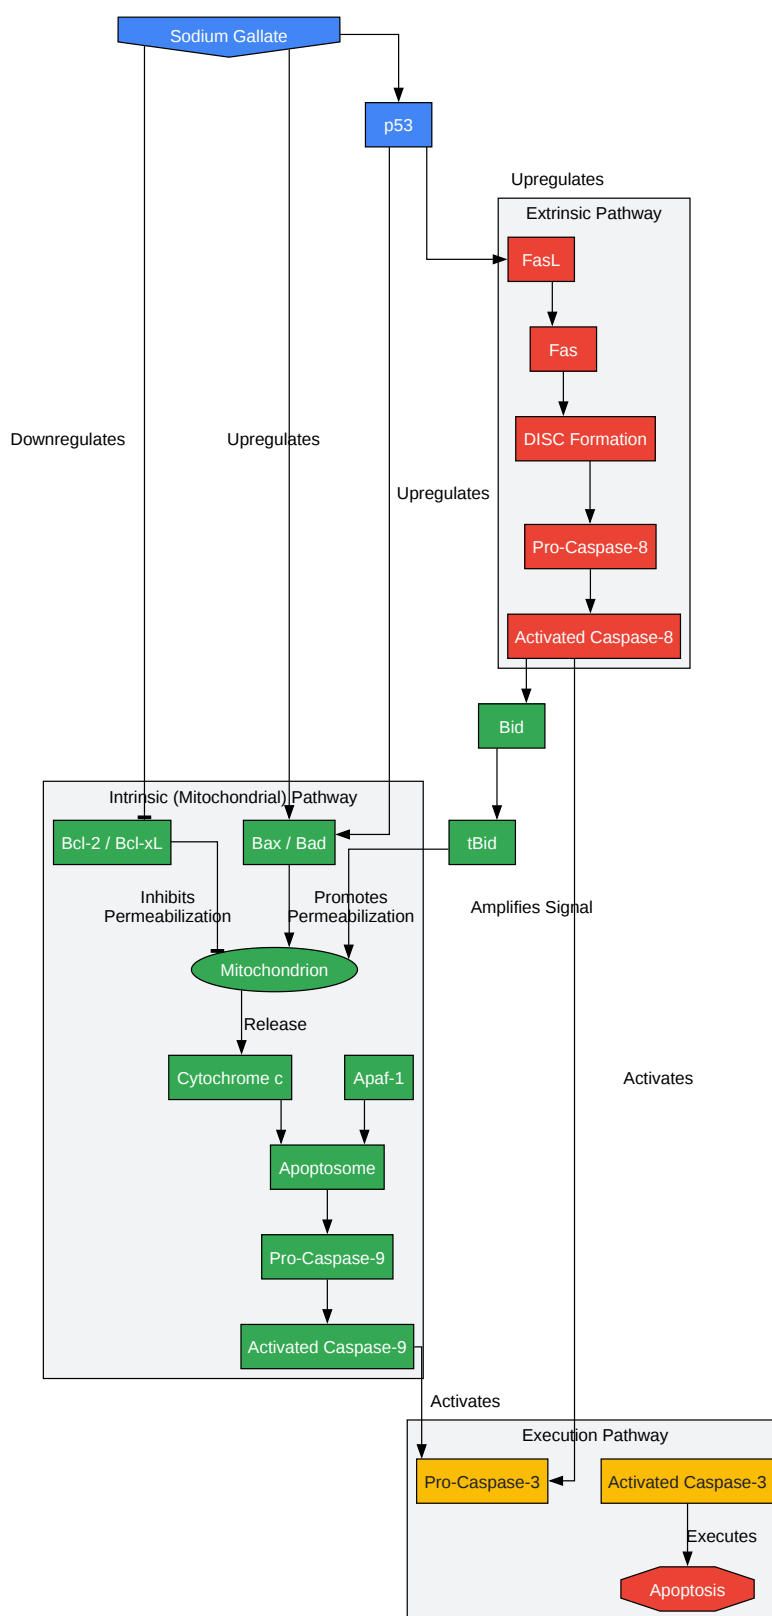 Sodium Gallate
p53
Upregulates
Extrinsic Pathway
FasL
Fas
Downregulates
Upregulates
DISC Formation
Upregulates
Pro-Caspase-8
Activated Caspase-8
Bid
Intrinsic (Mitochondrial) Pathway
Bcl-2 / Bcl-xL
Bax / Bad
tBid
Inhibits
Permeabilization
Promotes
Permeabilization
Amplifies Signal
Mitochondrion
Release
Cytochrome c
Apaf-1
Activates
Apoptosome
Pro-Caspase-9
Activated Caspase-9
Activates
Execution Pathway
Pro-Caspase-3
Activated Caspase-3
Executes
Apoptosis